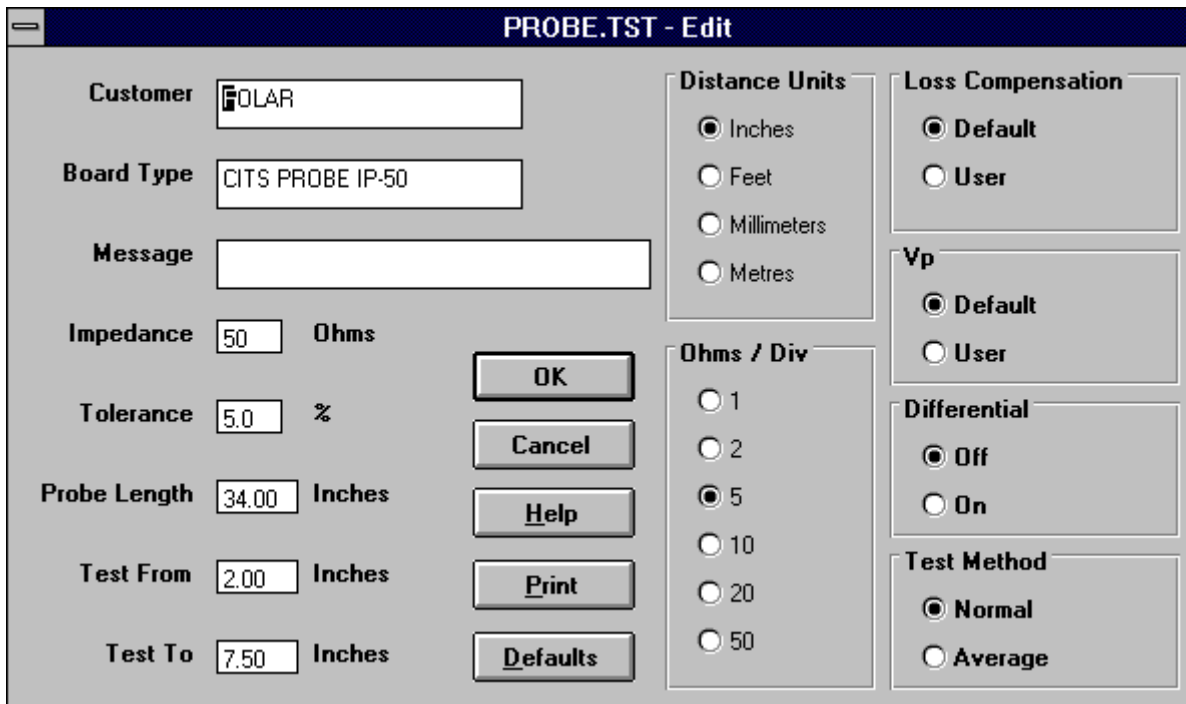 PROBE.TST - Edit
Customer POLAR
Board Type CITS PROBE IP-50
Message
Impedance 50 Ohms
Tolerance 5.0 %
Probe Length 34.00 Inches
Test From 2.00 Inches
Test To 7.50 Inches
OK
Cancel
Help
Print
Defaults
Distance Units
Inches
Feet
Millimeters
Metres
Ohms / Div
1
2
5
10
20
50
Loss Compensation
Default
User
Vp
Default
User
Differential
Off
On
Test Method
Normal
Average